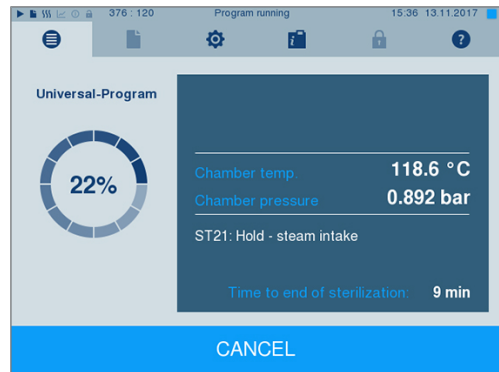 376 : 120 Program running 15:36 13.11.2017
Universal-Program
22%
Chamber temp. 118.6 °C
Chamber pressure 0.892 bar
ST21: Hold - steam intake
Time to end of sterilization: 9 min
CANCEL